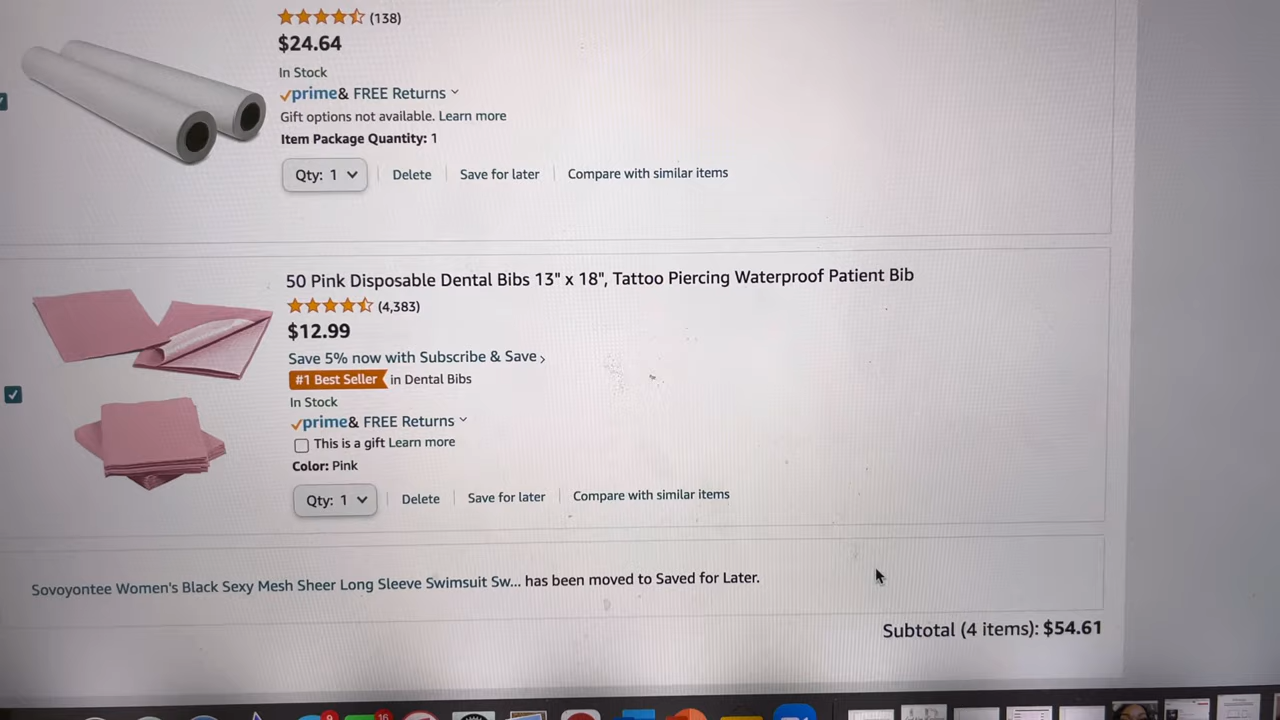 (138)
$24.64
In Stock
prime& FREE Returns
Gift options not available. Learn more
Item Package Quantity: 1
Qty: 1 Delete Save for later Compare with similar items
50 Pink Disposable Dental Bibs 13" x 18", Tattoo Piercing Waterproof Patient Bib
(4,383)
$12.99
Save 5% now with Subscribe & Save
#1 Best Seller in Dental Bibs
In Stock
prime& FREE Returns
This is a gift Learn more
Color: Pink
Qty: 1 Delete Save for later Compare with similar items
Sovoyontee Women's Black Sexy Mesh Sheer Long Sleeve Swimsuit Sw... has been moved to Saved for Later.
Subtotal (4 items): $54.61
9
16